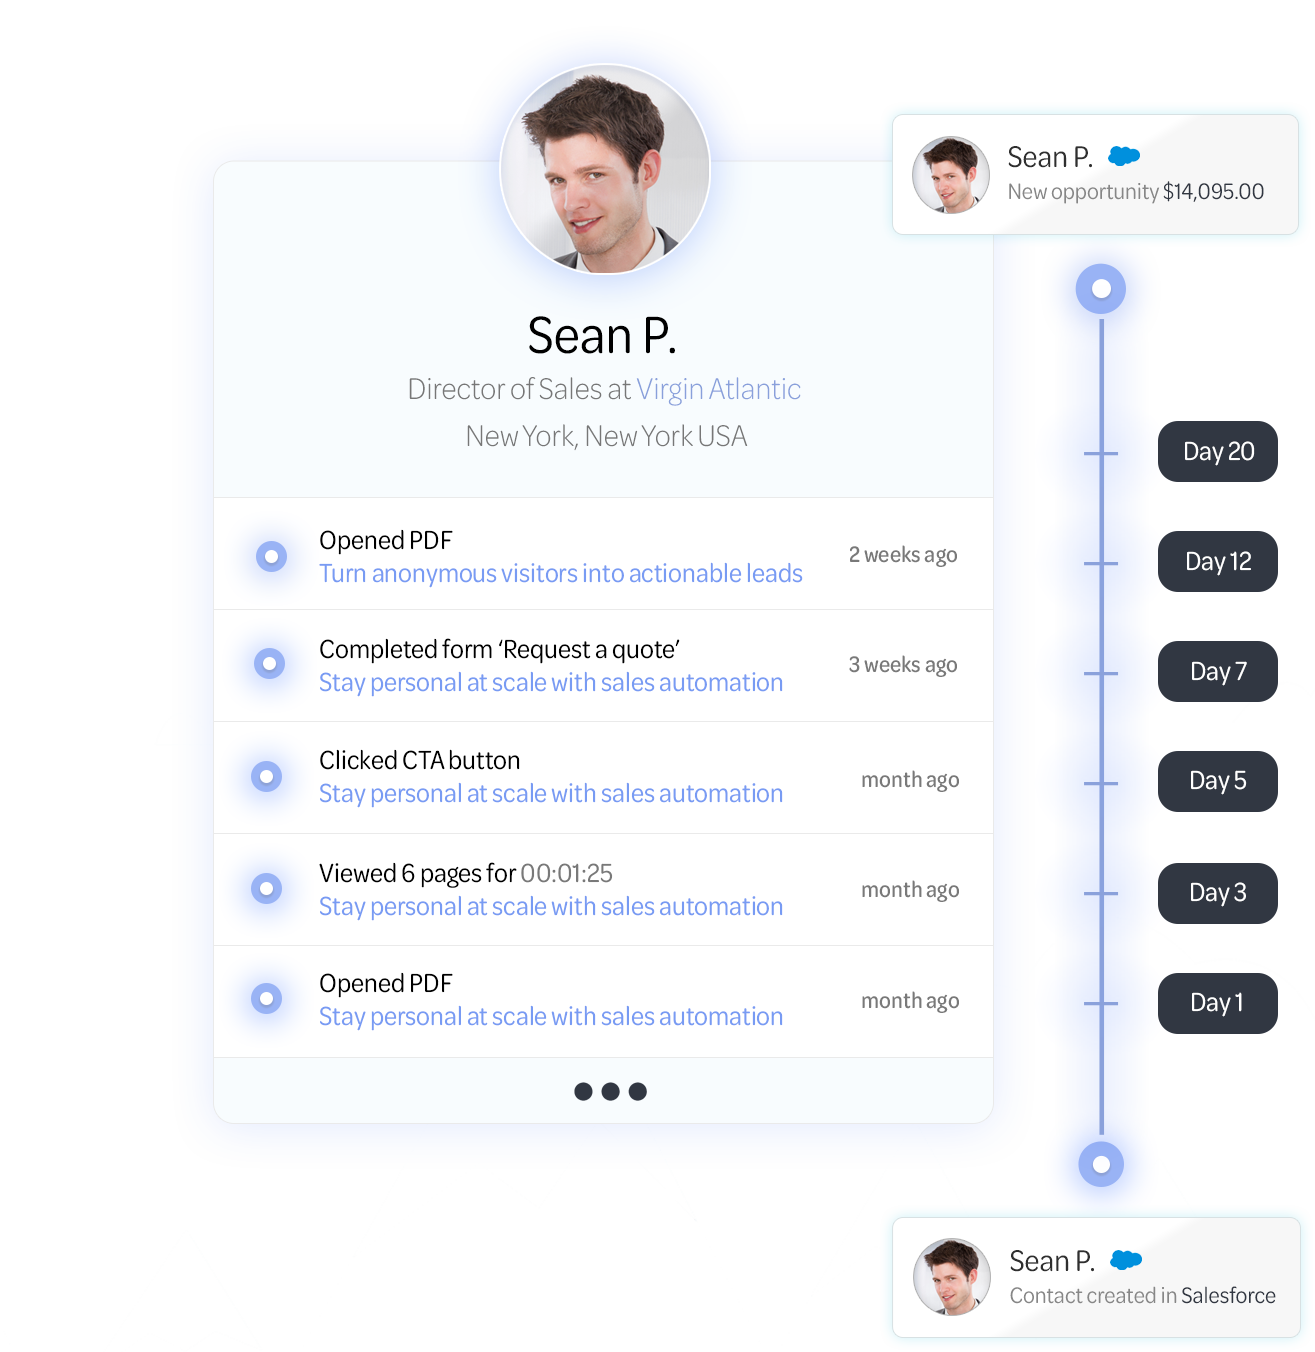 Sean P.
New opportunity $14,095.00
Sean P.
Director of Sales at Virgin Atlantic
New York, New York USA
Opened PDF
Turn anonymous visitors into actionable leads
2 weeks ago
Completed form ‘Request a quote’
Stay personal at scale with sales automation
3 weeks ago
Clicked CTA button
Stay personal at scale with sales automation
month ago
Viewed 6 pages for 00:01:25
Stay personal at scale with sales automation
month ago
Opened PDF
Stay personal at scale with sales automation
month ago
Day 20
Day 12
Day 7
Day 5
Day 3
Day 1
Sean P.
Contact created in Salesforce